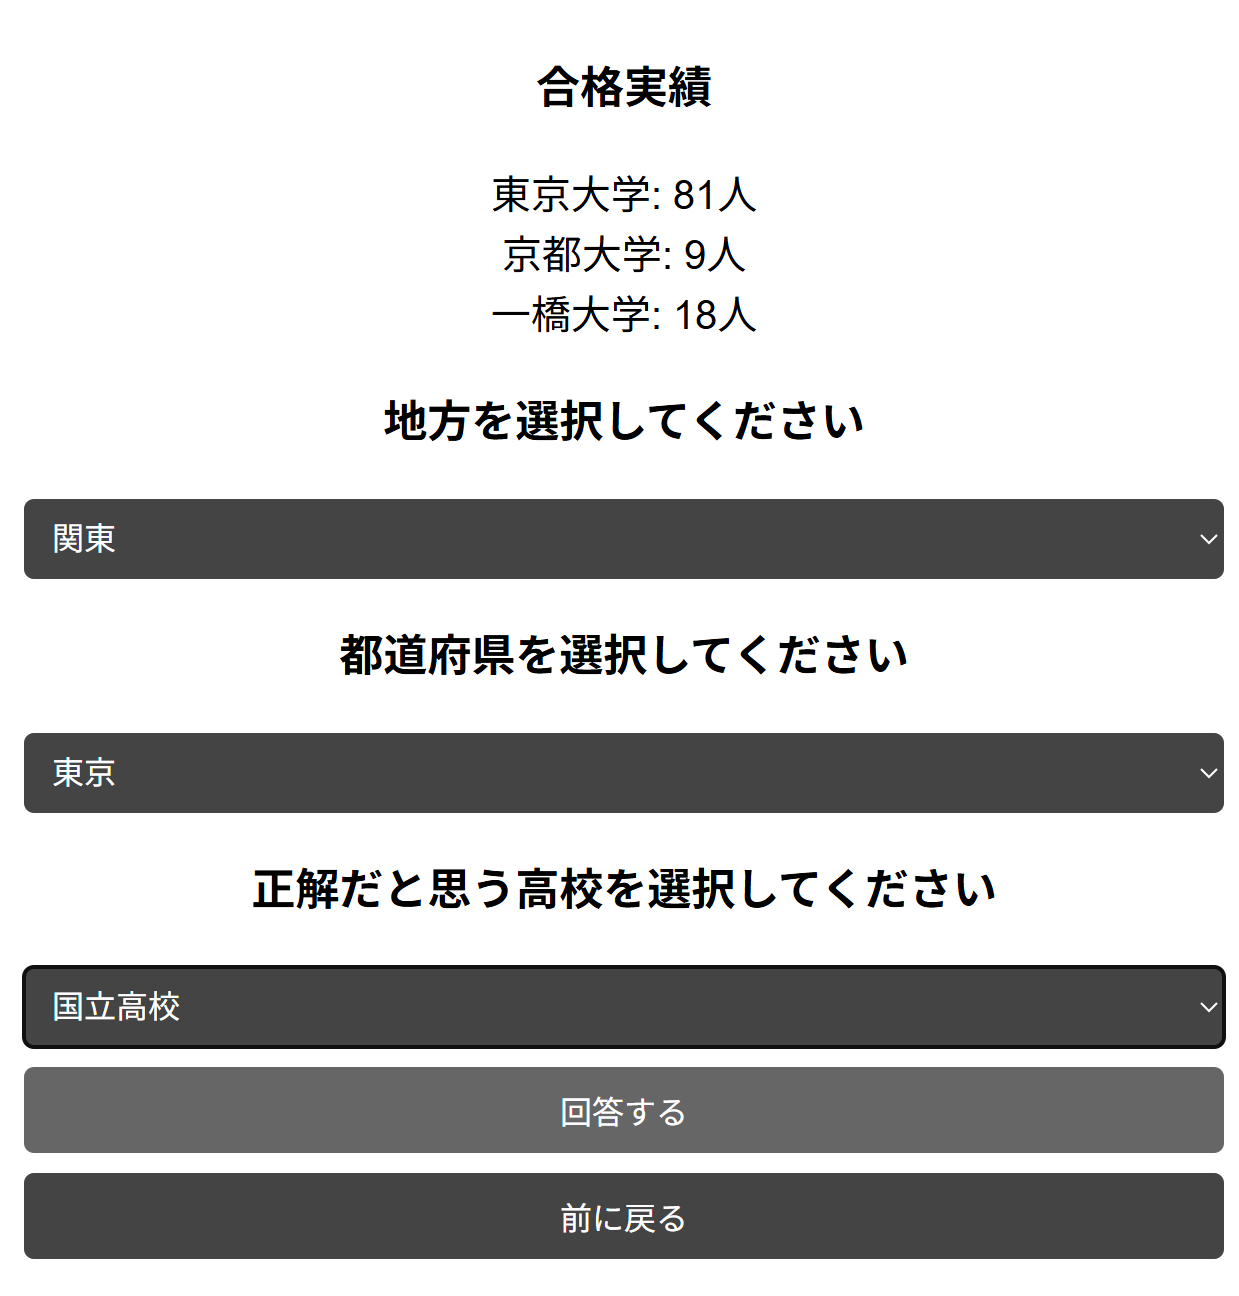 合格実績
東京大学: 81人
京都大学: 9人
一橋大学: 18人
地方を選択してください
関東
都道府県を選択してください
東京
正解だと思う高校を選択してください
国立高校
回答する
前に戻る